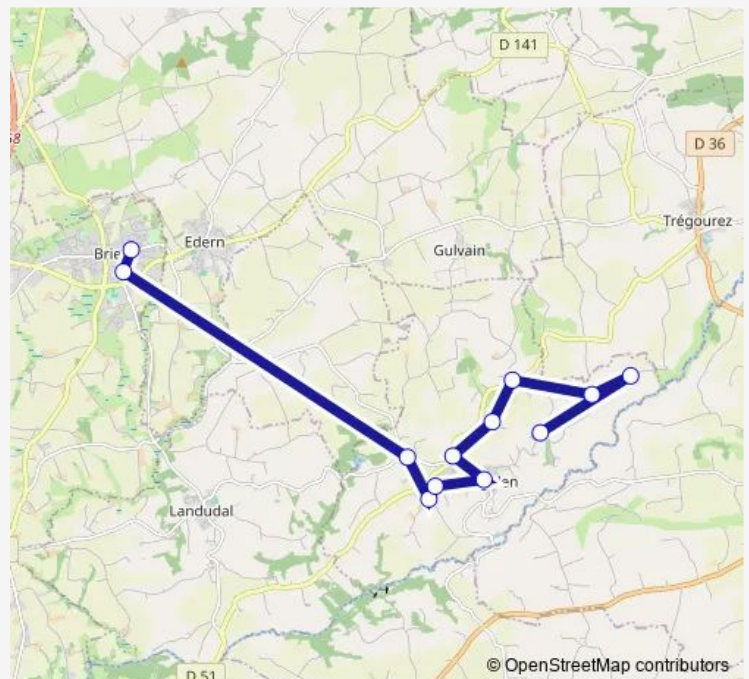 D 141
D 36
Trégourez
Edern
Gulvain
Landudal
D 51
© OpenStreetMap contributors